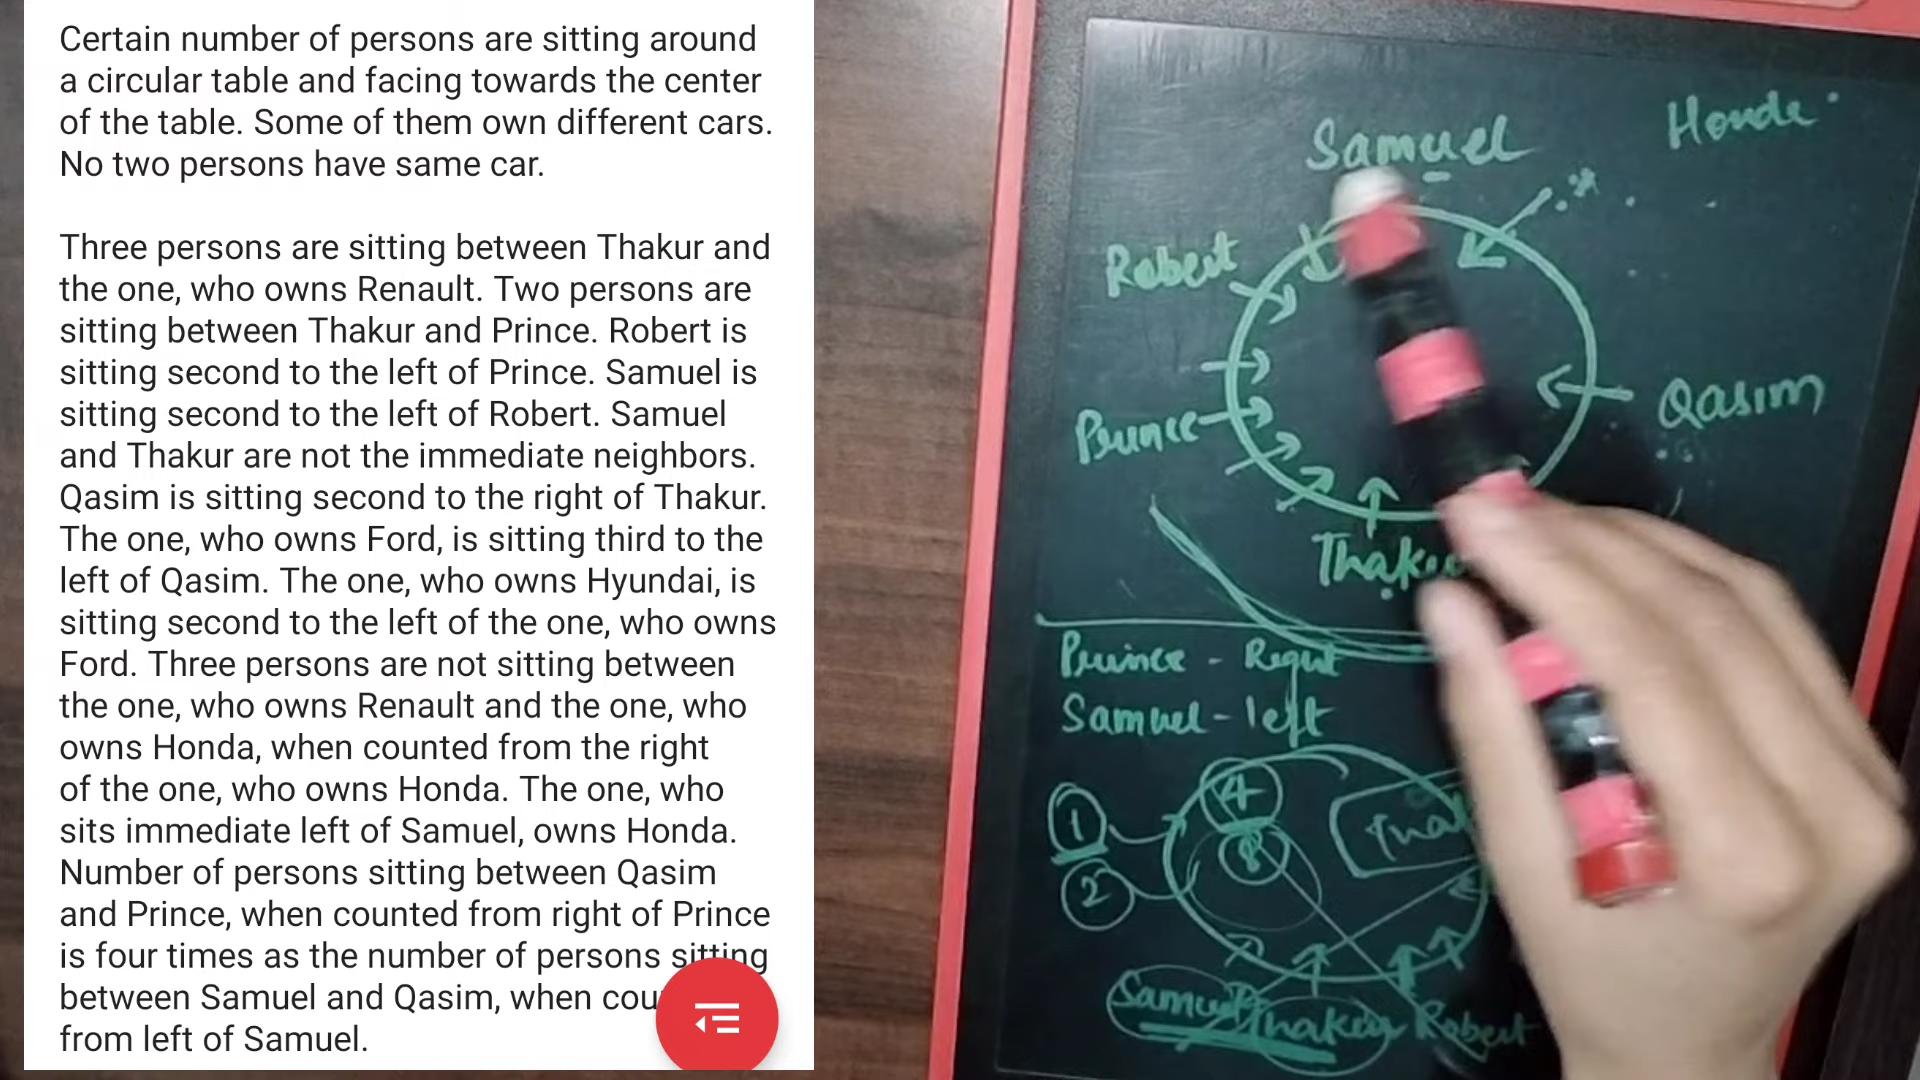 Certain number of persons are sitting around
a circular table and facing towards the center
of the table. Some of them own different cars.
No two persons have same car.
Three persons are sitting between Thakur and
the one, who owns Renault. Two persons are
sitting between Thakur and Prince. Robert is
sitting second to the left of Prince. Samuel is
sitting second to the left of Robert. Samuel
and Thakur are not the immediate neighbors.
Qasim is sitting second to the right of Thakur.
The one, who owns Ford, is sitting third to the
left of Qasim. The one, who owns Hyundai, is
sitting second to the left of the one, who owns
Ford. Three persons are not sitting between
the one, who owns Renault and the one, who
owns Honda, when counted from the right
of the one, who owns Honda. The one, who
sits immediate left of Samuel, owns Honda.
Number of persons sitting between Qasim
and Prince, when counted from right of Prince
is four times as the number of persons sitting
between Samuel and Qasim, when cou
from left of Samuel.
Honda
Samuel
Robert
Qasim
Prince
Thakur
Prince - Right
Samuel - left
1
4
8
2
Samuel Thakur Robert